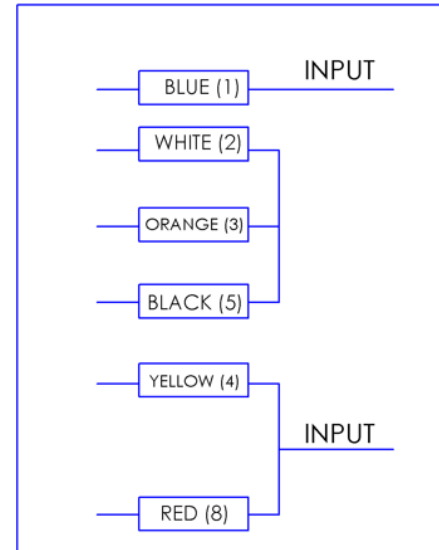 INPUT
BLUE (1)
WHITE (2)
ORANGE (3)
BLACK (5)
YELLOW (4)
INPUT
RED (8)